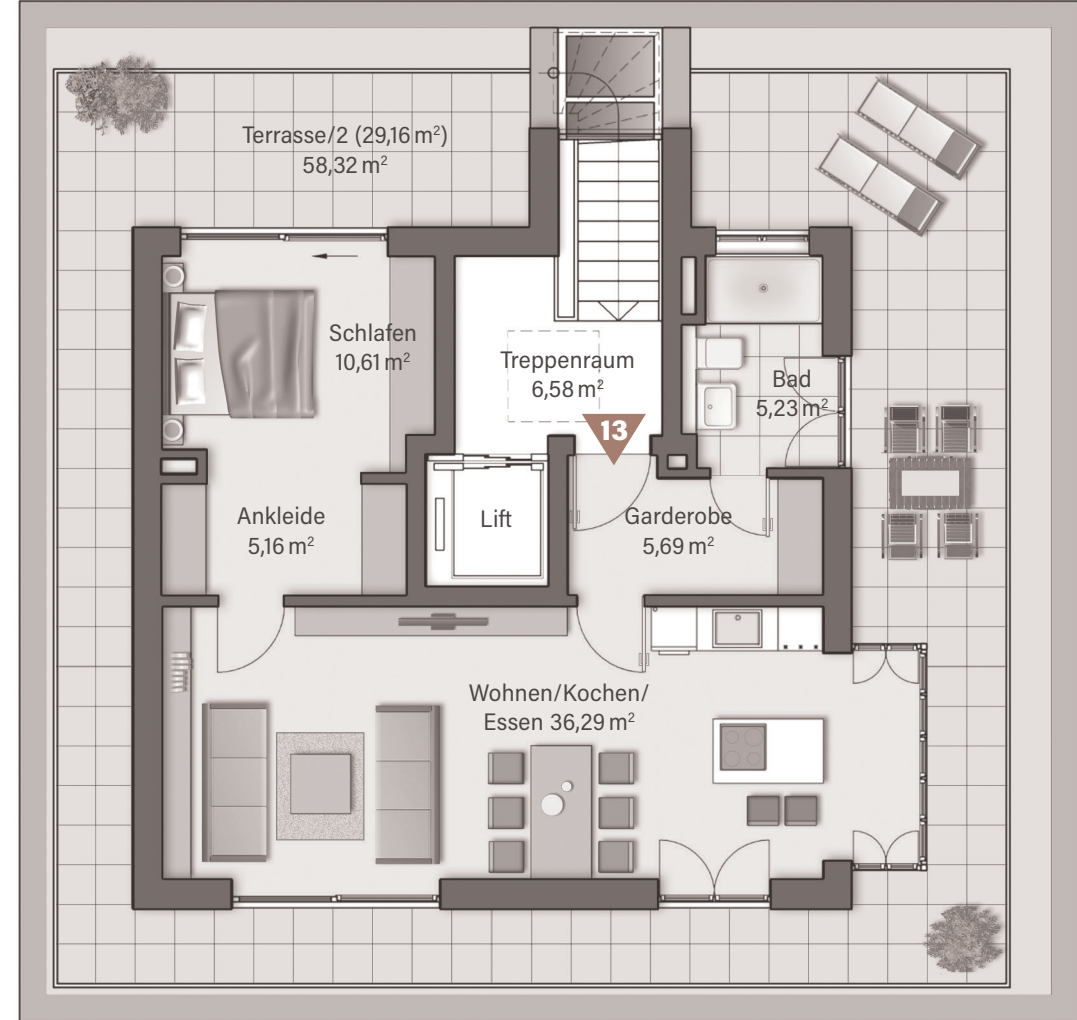 Terrasse/2 (29,16 m²)
58,32 m²
Schlafen
10,61 m²
Treppenraum
6,58 m²
Bad
5,23 m²
13
Ankleide
5,16 m²
Lift
Garderobe
5,69 m²
Wohnen/Kochen/
Essen 36,29 m²